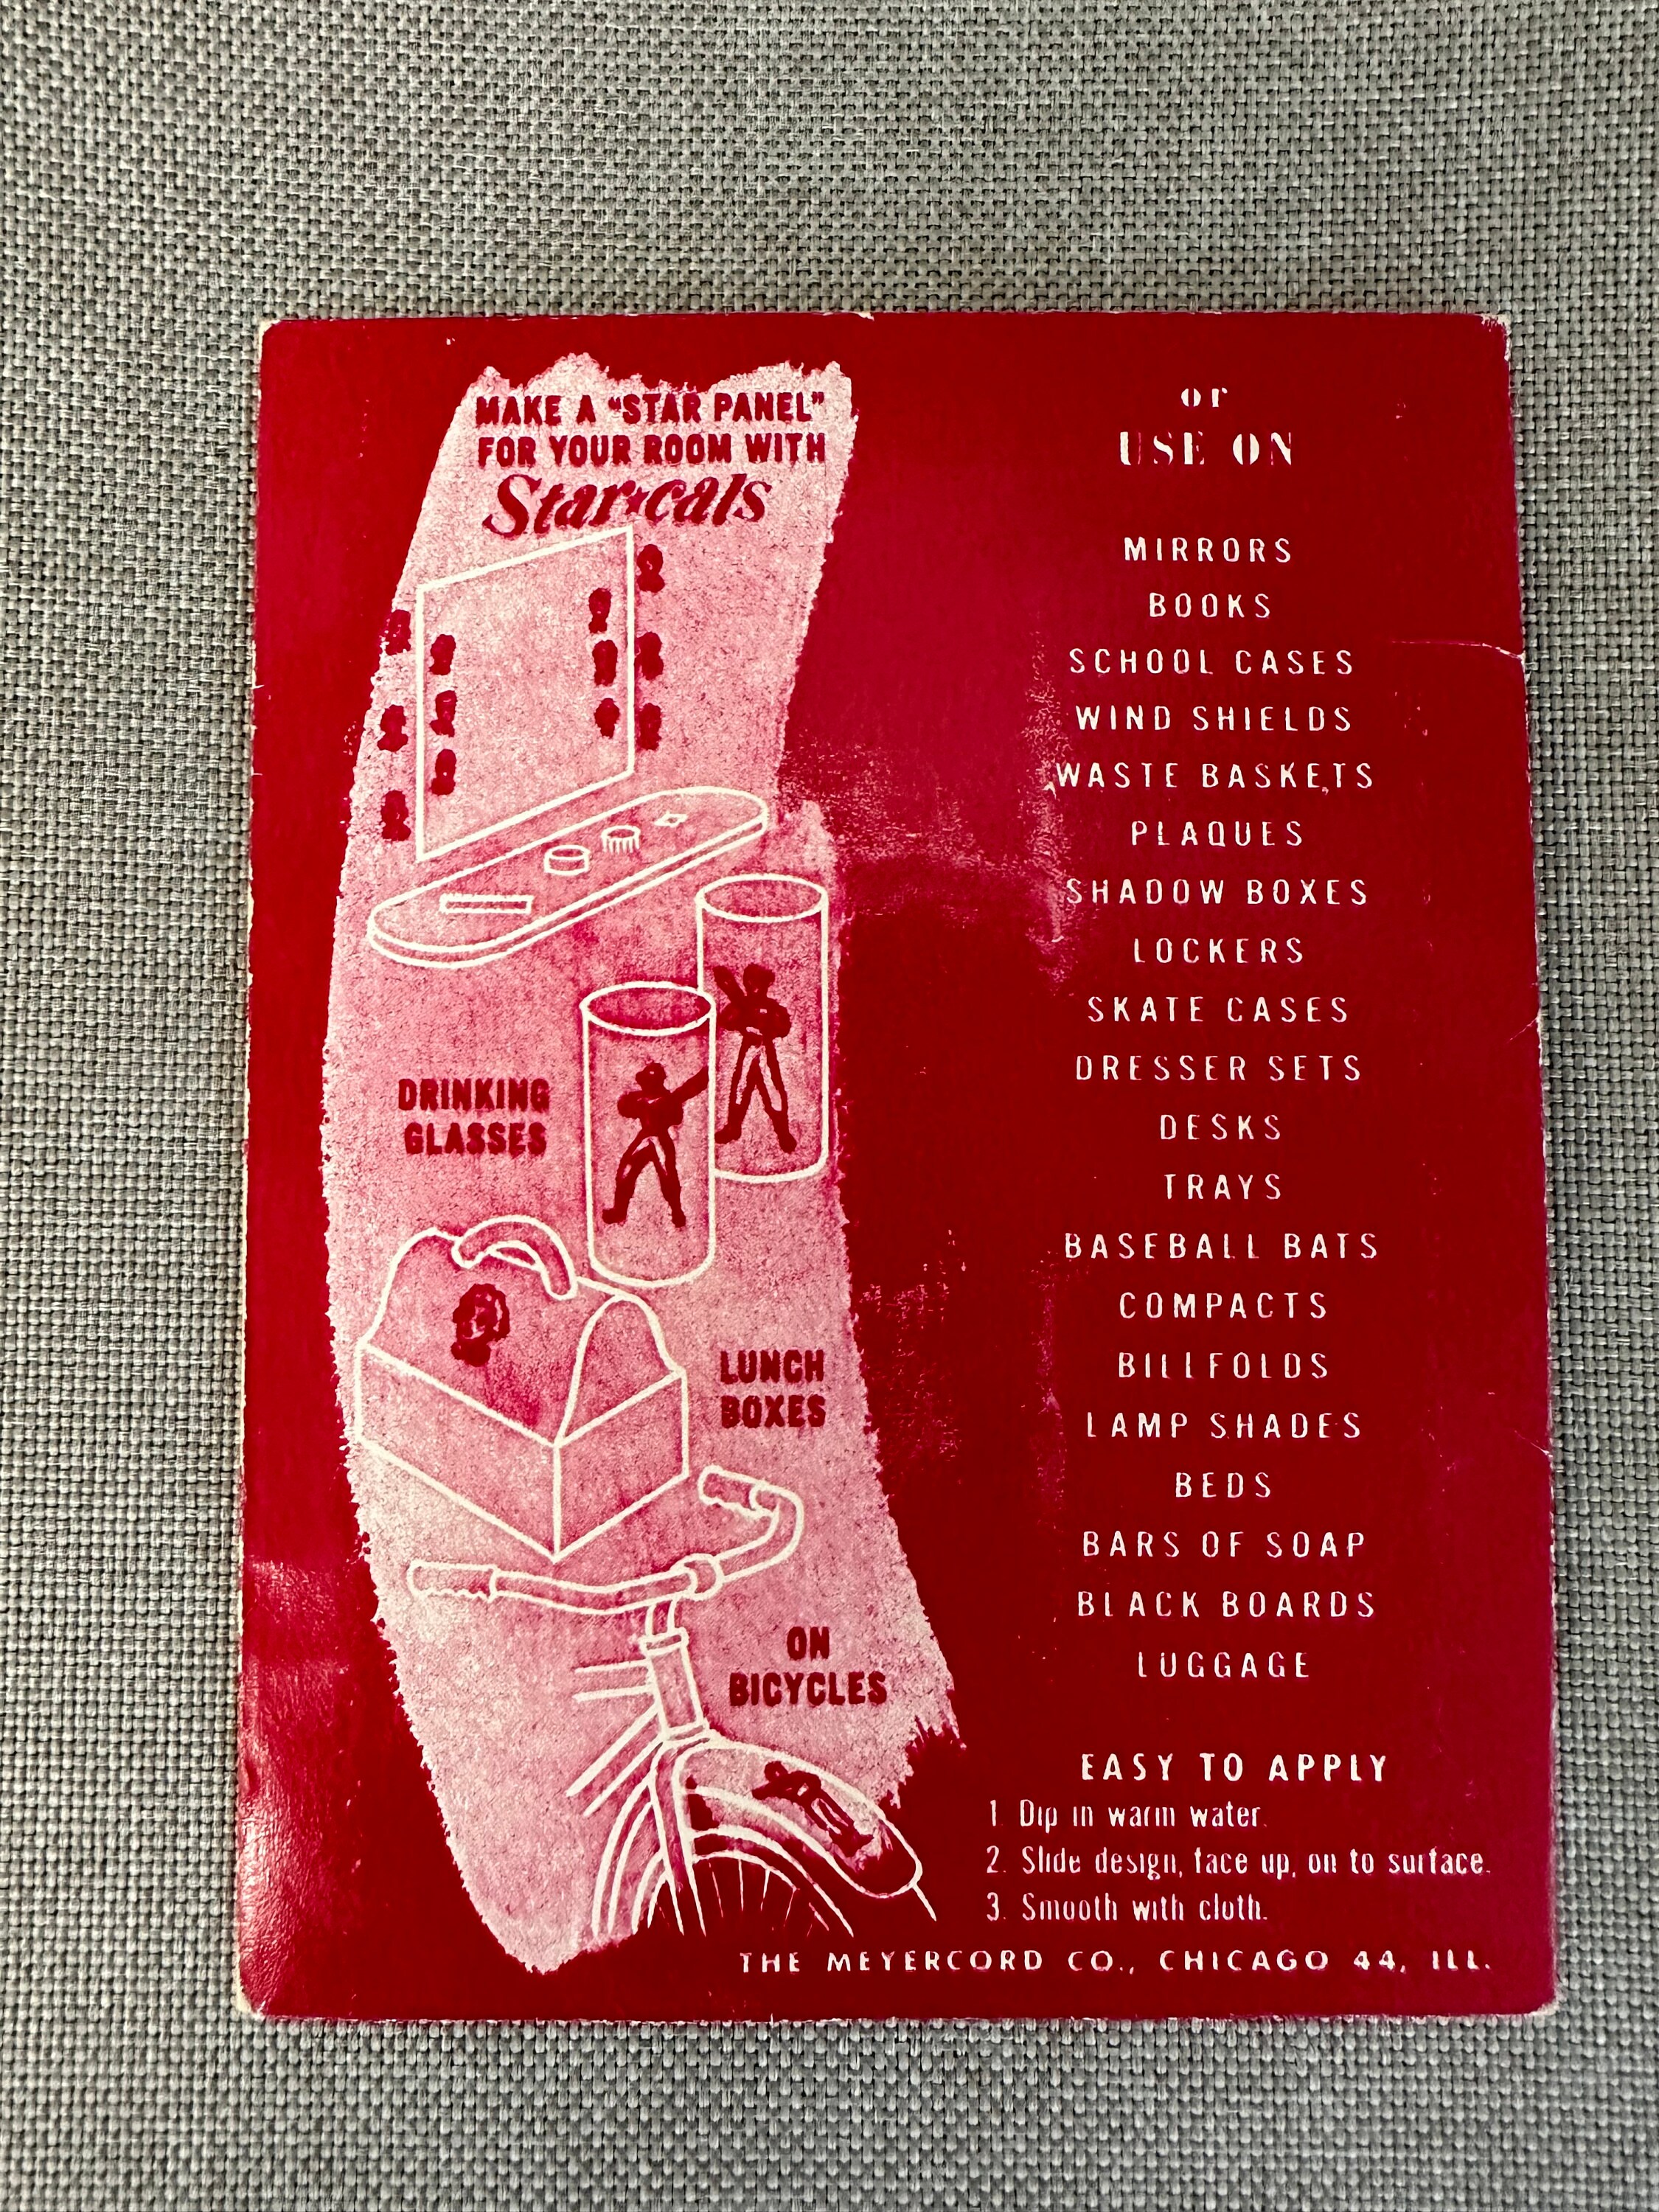 MAKE A "STAR PANEL"
FOR YOUR ROOM WITH
Star★cals
DRINKING
GLASSES
LUNCH
BOXES
ON
BICYCLES
or
USE ON
MIRRORS
BOOKS
SCHOOL CASES
WIND SHIELDS
WASTE BASKETS
PLAQUES
SHADOW BOXES
LOCKERS
SKATE CASES
DRESSER SETS
DESKS
TRAYS
BASEBALL BATS
COMPACTS
BILLFOLDS
LAMP SHADES
BEDS
BARS OF SOAP
BLACK BOARDS
LUGGAGE
EASY TO APPLY
1. Dip in warm water.
2. Slide design, face up, on to surface.
3. Smooth with cloth.
THE MEYERCORD CO., CHICAGO 44, ILL.